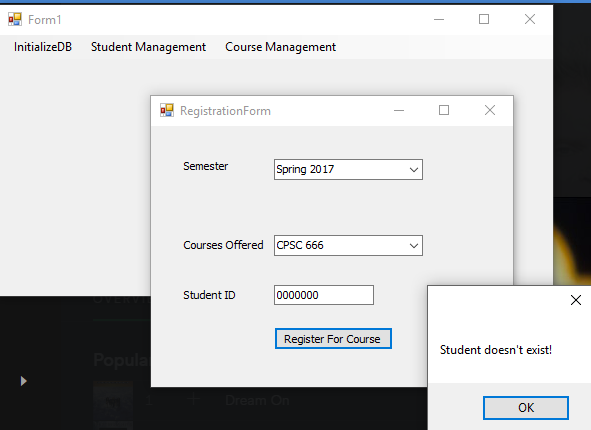 Form1
InitializeDB Student Management Course Management
RegistrationForm
Semester Spring 2017
Courses Offered CPSC 666
Student ID 0000000
Register For Course
Student doesn't exist!
OK
Popula
Dream On